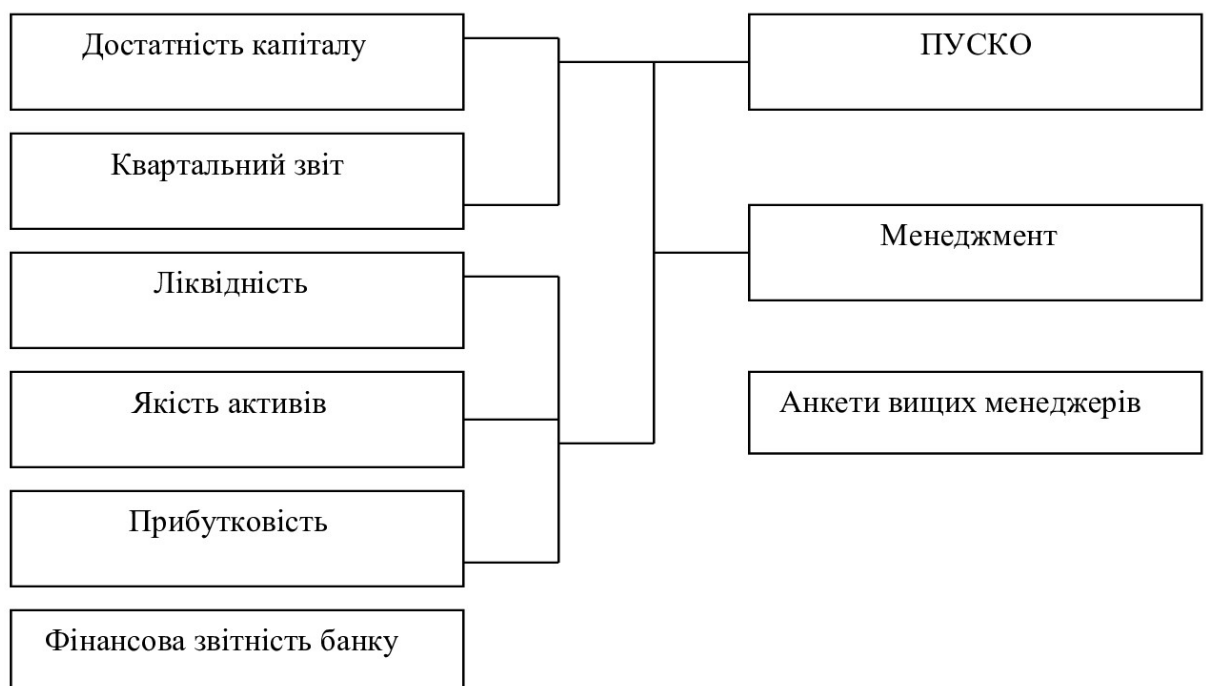 Достатність капіталу
Квартальний звіт
Ліквідність
Якість активів
Прибутковість
Фінансова звітність банку
ПУСКО
Менеджмент
Анкети вищих менеджерів